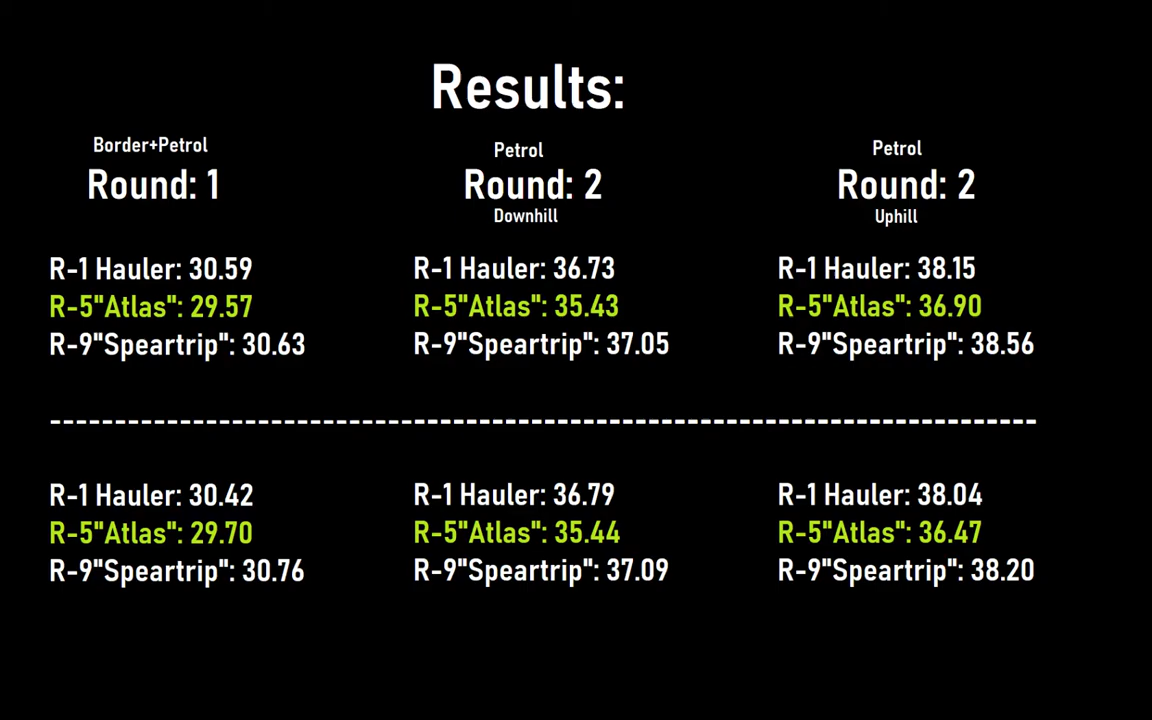 Results:
Border+Petrol
Round: 1
R-1 Hauler: 30.59
R-5"Atlas": 29.57
R-9"Speartrip": 30.63
Petrol
Round: 2
Downhill
R-1 Hauler: 36.73
R-5"Atlas": 35.43
R-9"Speartrip": 37.05
Petrol
Round: 2
Uphill
R-1 Hauler: 38.15
R-5"Atlas": 36.90
R-9"Speartrip": 38.56
--------------------------------------------------------------------------
R-1 Hauler: 30.42
R-5"Atlas": 29.70
R-9"Speartrip": 30.76
R-1 Hauler: 36.79
R-5"Atlas": 35.44
R-9"Speartrip": 37.09
R-1 Hauler: 38.04
R-5"Atlas": 36.47
R-9"Speartrip": 38.20